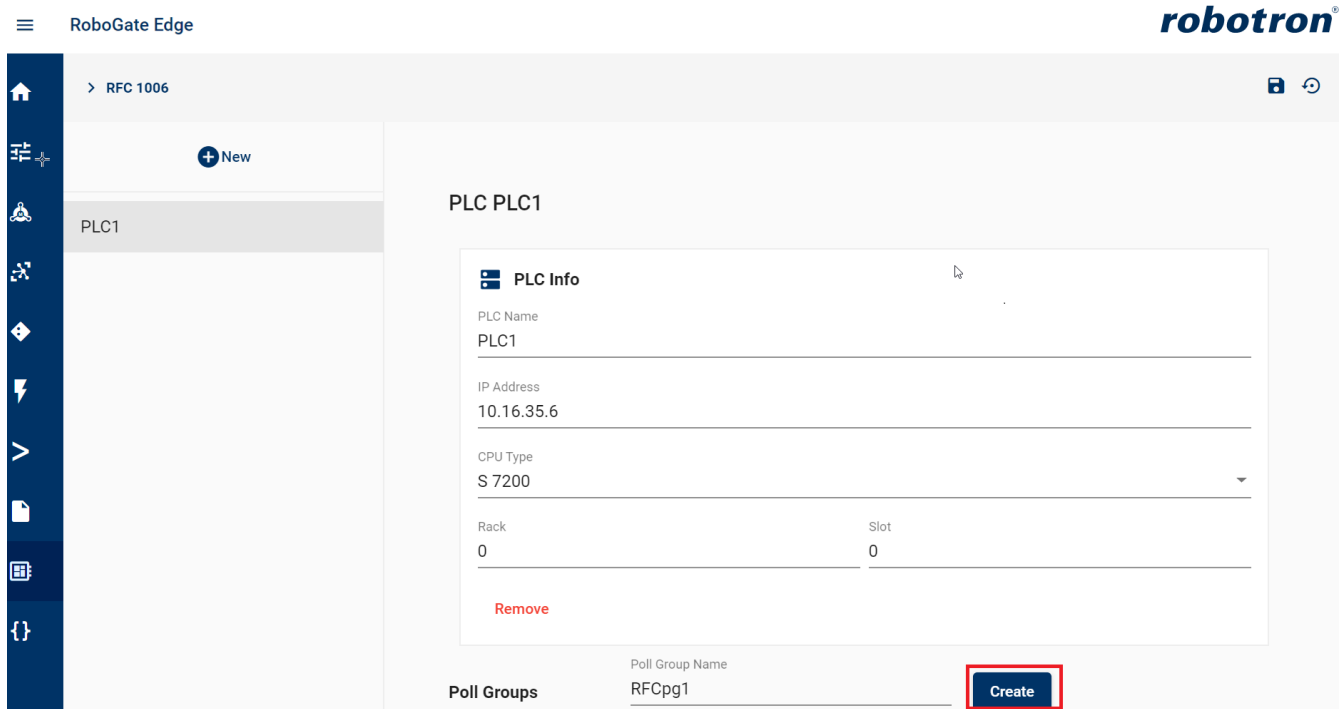 RoboGate Edge
robotron®
RFC 1006
New
PLC1
PLC PLC1
PLC Info
PLC Name
PLC1
IP Address
10.16.35.6
CPU Type
S 7200
Rack
Slot
0
0
Remove
Poll Group Name
Poll Groups
RFCpg1
Create